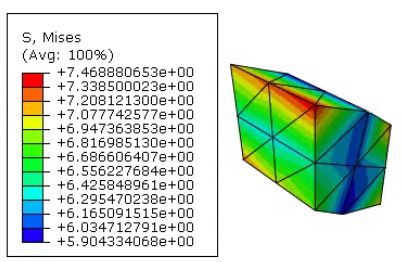 S, Mises
(Avg: 100%)
+7.468880653e+00
+7.338500023e+00
+7.208121300e+00
+7.077742577e+00
+6.947363853e+00
+6.816985130e+00
+6.686606407e+00
+6.556227684e+00
+6.425848961e+00
+6.295470238e+00
+6.165091515e+00
+6.034712791e+00
+5.904334068e+00